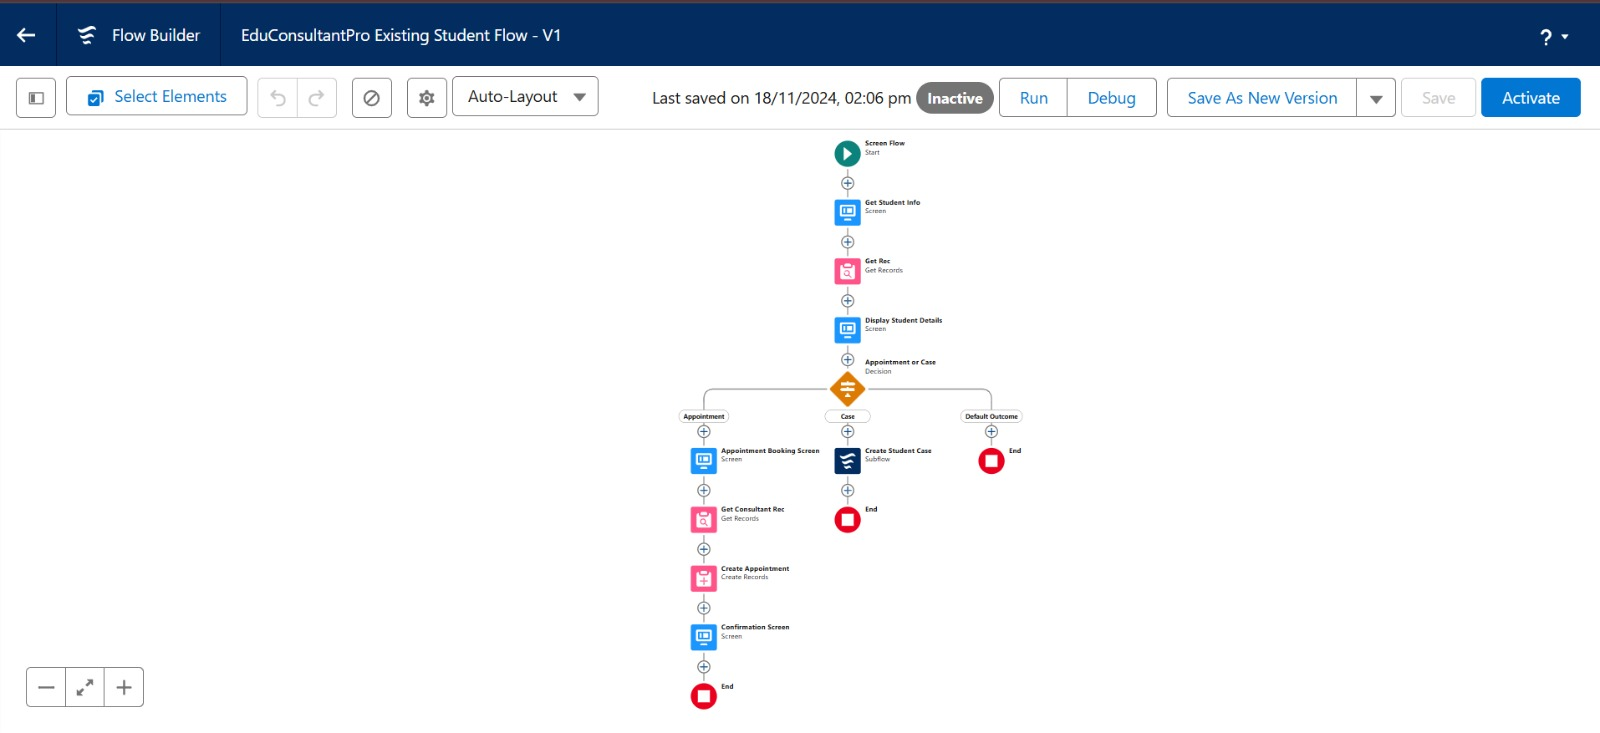 Flow Builder
EduConsultantPro Existing Student Flow - V1
?
Select Elements
Auto-Layout
Last saved on 18/11/2024, 02:06 pm
Inactive
Run
Debug
Save As New Version
Save
Activate
Screen Flow
Start
Get Student Info
Screen
Get Rec
Get Records
Display Student Details
Screen
Appointment or Case
Decision
Appointment
Case
Default Outcome
Appointment Booking Screen
Screen
Create Student Case
Subflow
End
Get Consultant Rec
Get Records
End
Create Appointment
Create Records
Confirmation Screen
Screen
End